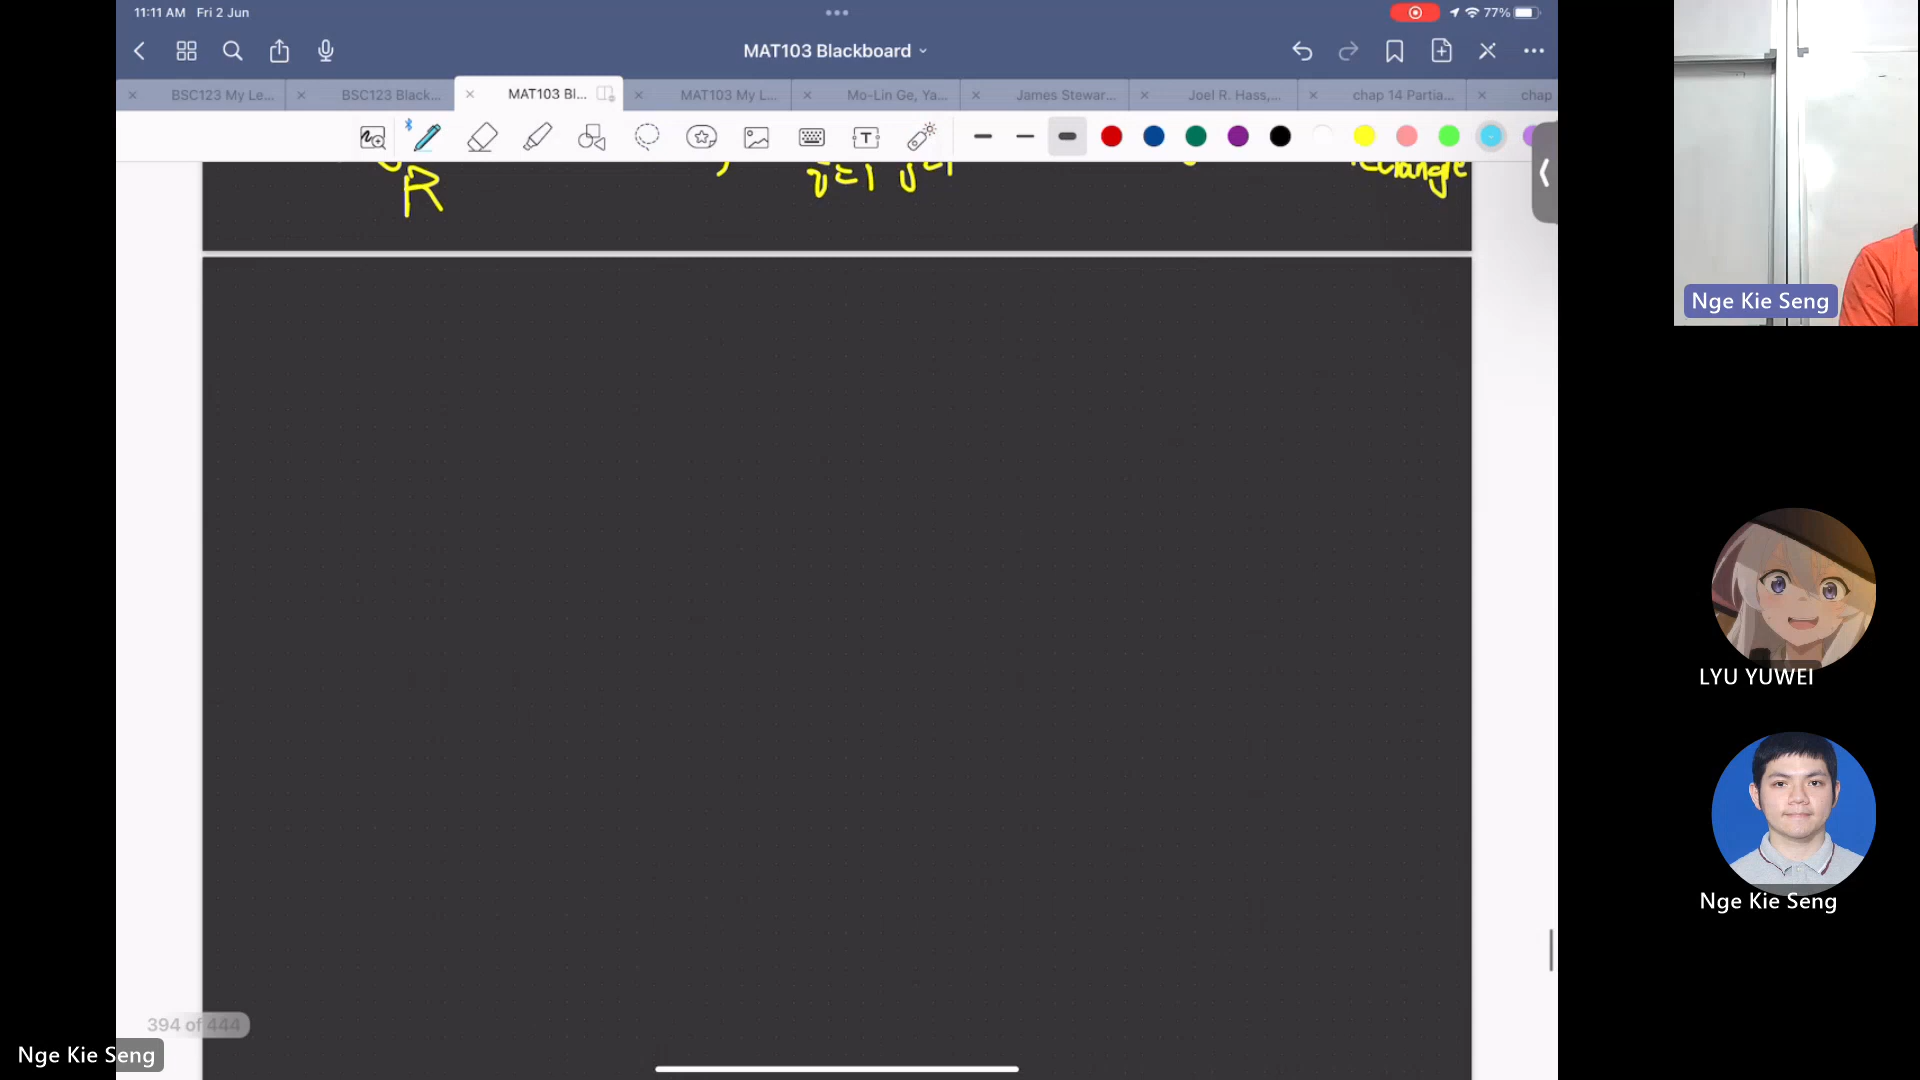 11:11 AM Fri 2 Jun
77%
MAT103 Blackboard
BSC123 My Le...
BSC123 Black...
MAT103 Bl...
MAT103 My L...
Mo-Lin Ge, Ya...
James Stewar...
Joel R. Hass,...
chap 14 Partia...
chap
T
R
i=1 j=1
394 of 444
Nge Kie Seng
Nge Kie Seng
LYU YUWEI
Nge Kie Seng